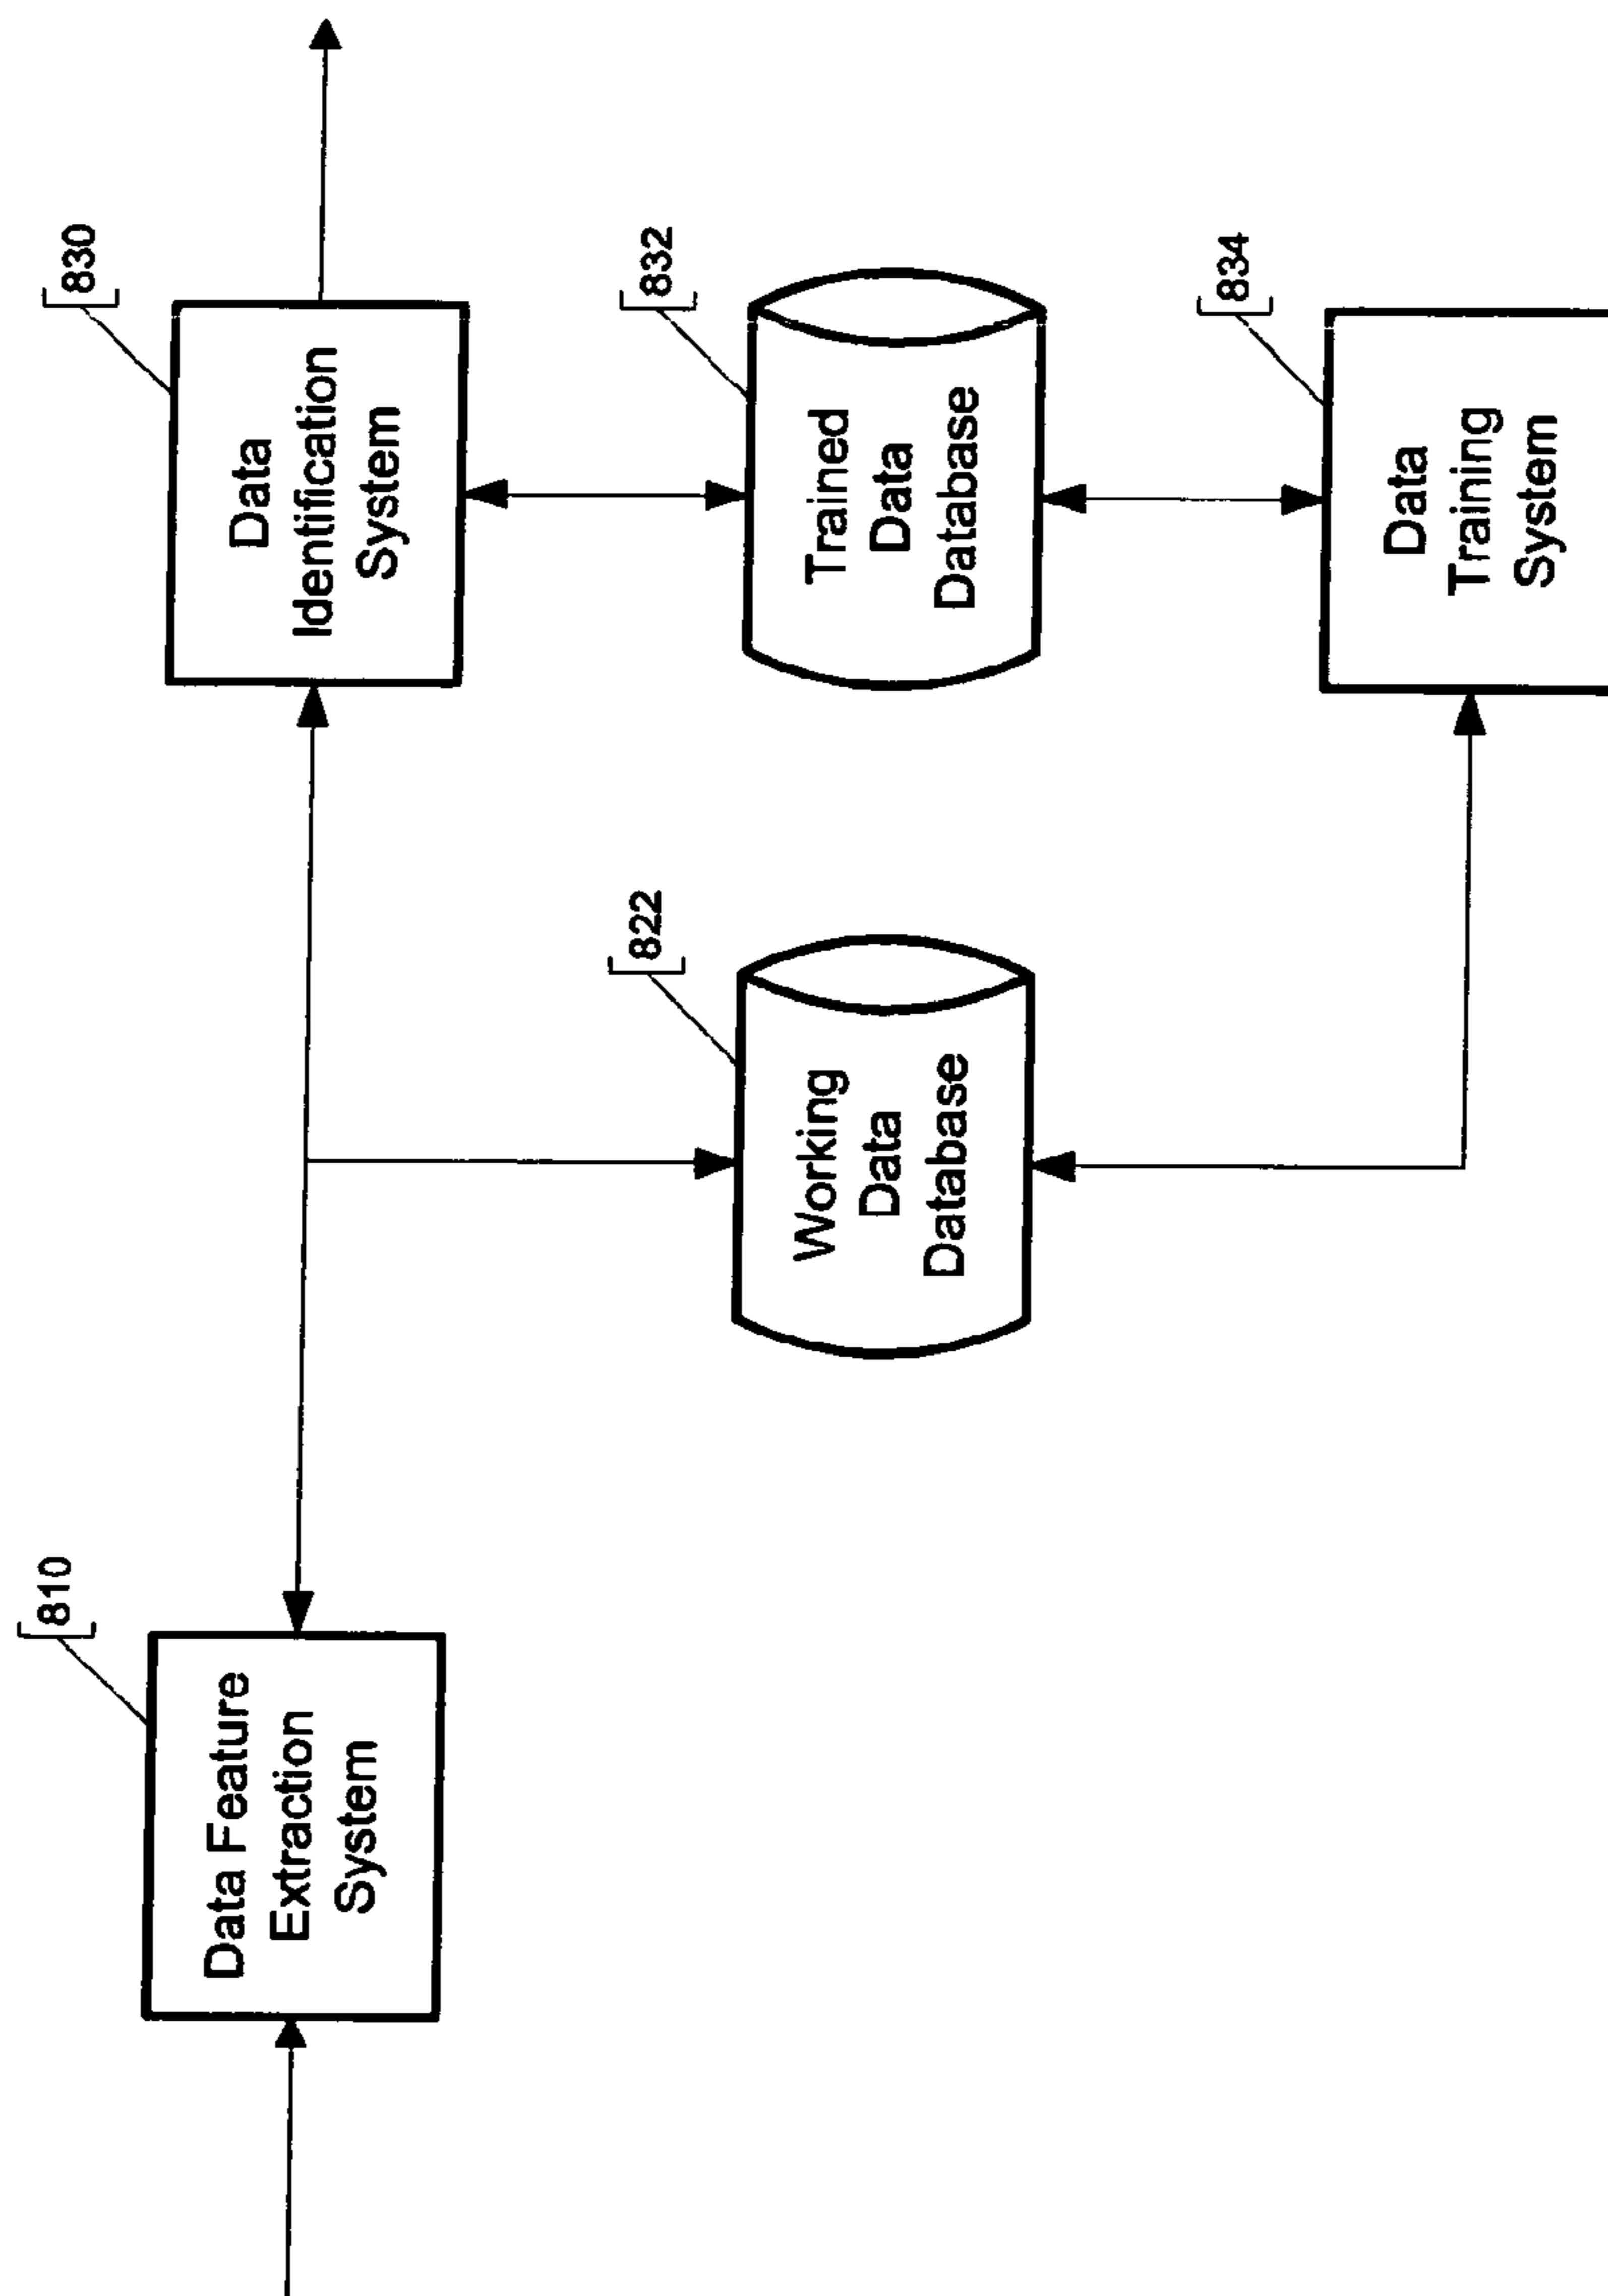 810
Data Feature
Extraction
System
822
Working
Data
Database
830
Data
Identification
System
832
Trained
Data
Database
834
Data
Training
System